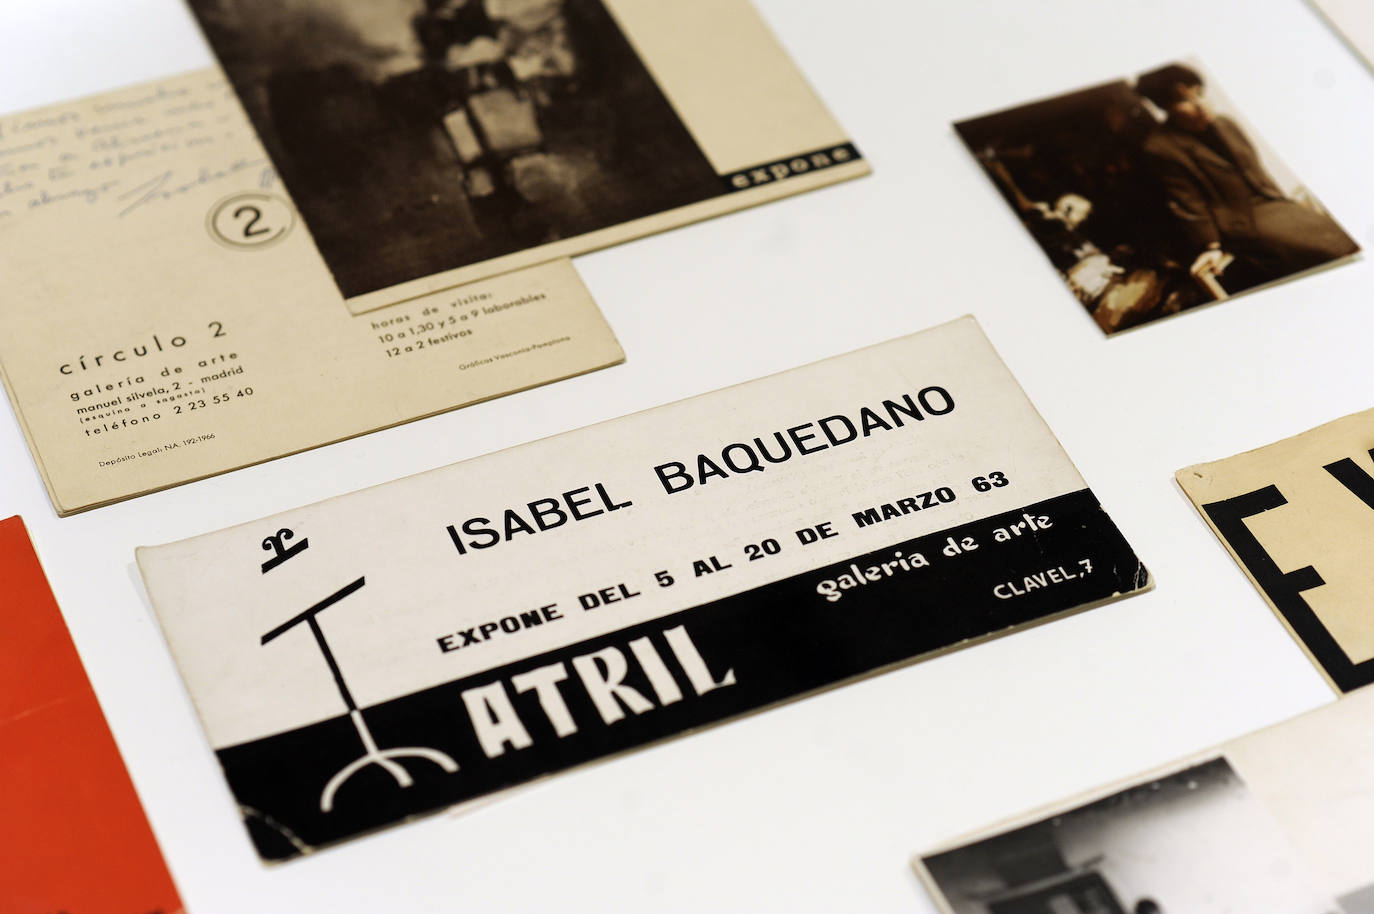 expone
2
círculo 2
galería de arte
manuel silvela, 2 - madrid
(esquina a sagasta)
teléfono 2 23 55 40
Depósito Legal: NA. 192-1966
horas de visita:
10 a 1,30 y 5 a 9 laborables
12 a 2 festivos
Gráficas Vasconia-Pamplona
ISABEL BAQUEDANO
EXPONE DEL 5 AL 20 DE MARZO 63
ATRIL
galeria de arte
CLAVEL,7
E